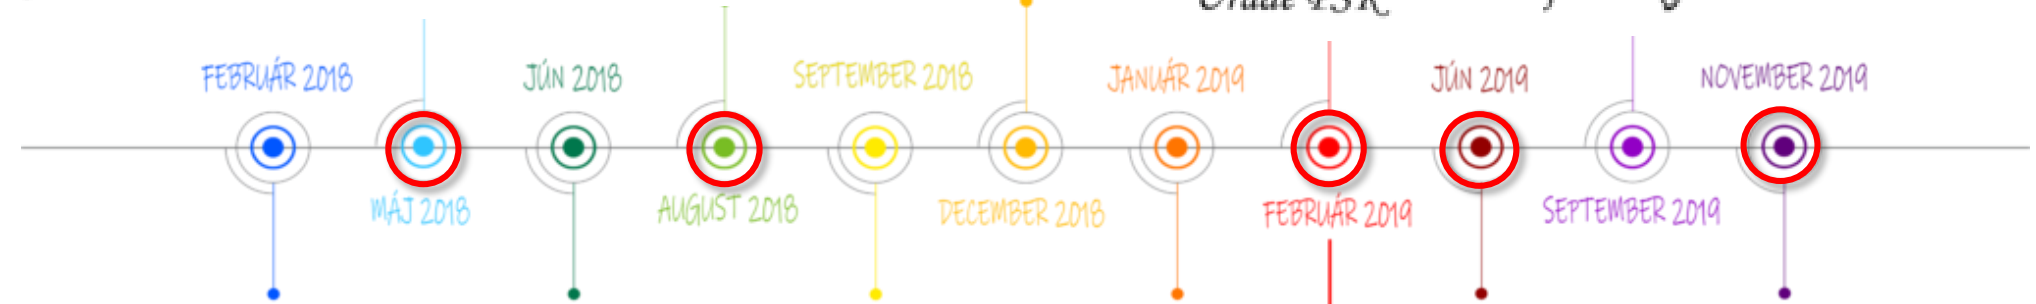 FEBRUÁR 2018
MÁJ 2018
JÚN 2018
AUGUST 2018
SEPTEMBER 2018
DECEMBER 2018
JANUÁR 2019
FEBRUÁR 2019
JÚN 2019
SEPTEMBER 2019
NOVEMBER 2019